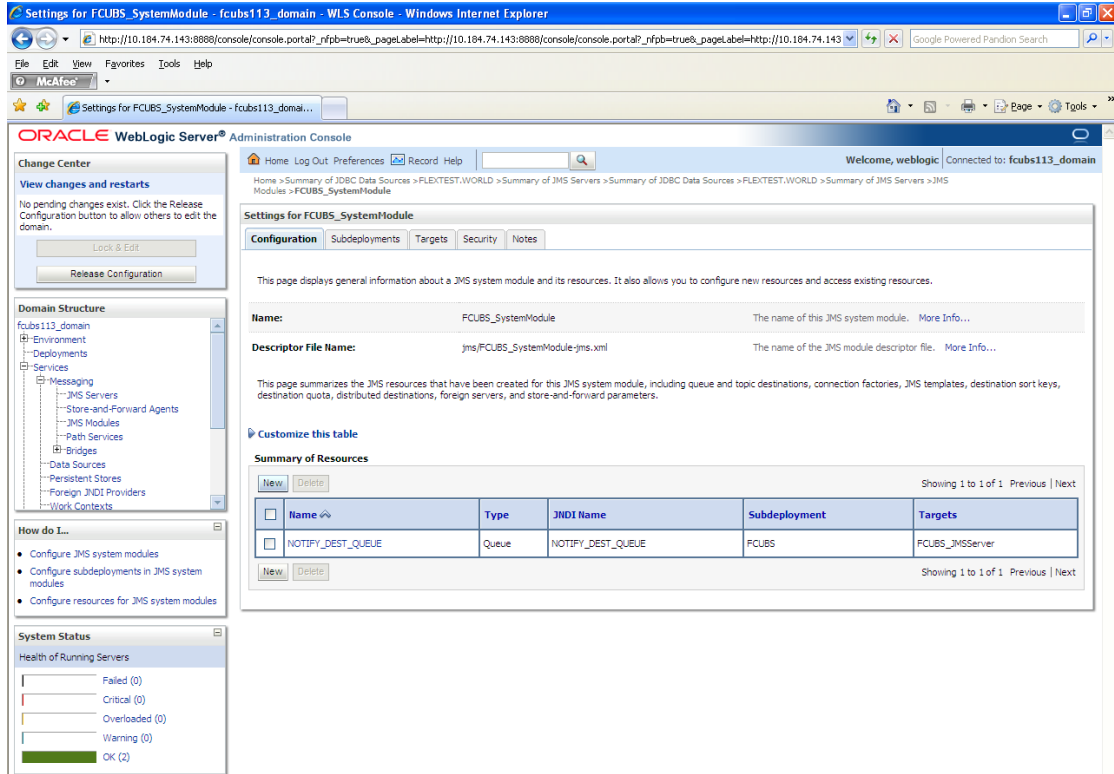 Settings for FCUBS_SystemModule - fcubs113_domain - WLS Console - Windows Internet Explorer
http://10.184.74.143:8888/console/console.portal?_nfpb=true&_pageLabel=http://10.184.74.143:8888/console/console.portal?_nfpb=true&_pageLabel=http://10.184.74.143
Google Powered Pandion Search
File Edit View Favorites Tools Help
McAfee
Settings for FCUBS_SystemModule - fcubs113_domai...
Page Tools
ORACLE WebLogic Server® Administration Console
Change Center
View changes and restarts
No pending changes exist. Click the Release
Configuration button to allow others to edit the
domain.
Lock & Edit
Release Configuration
Domain Structure
fcubs113_domain
Environment
Deployments
Services
Messaging
JMS Servers
Store-and-Forward Agents
JMS Modules
Path Services
Bridges
Data Sources
Persistent Stores
Foreign JNDI Providers
Work Contexts
How do I...
Configure JMS system modules
Configure subdeployments in JMS system
modules
Configure resources for JMS system modules
System Status
Health of Running Servers
Failed (0)
Critical (0)
Overloaded (0)
Warning (0)
OK (2)
Home Log Out Preferences Record Help
Welcome, weblogic Connected to: fcubs113_domain
Home >Summary of JDBC Data Sources >FLEXTEST.WORLD >Summary of JMS Servers >Summary of JDBC Data Sources >FLEXTEST.WORLD >Summary of JMS Servers >JMS
Modules >FCUBS_SystemModule
Settings for FCUBS_SystemModule
Configuration Subdeployments Targets Security Notes
This page displays general information about a JMS system module and its resources. It also allows you to configure new resources and access existing resources.
Name: FCUBS_SystemModule The name of this JMS system module. More Info...
Descriptor File Name: jms/FCUBS_SystemModule-jms.xml The name of the JMS module descriptor file. More Info...
This page summarizes the JMS resources that have been created for this JMS system module, including queue and topic destinations, connection factories, JMS templates, destination sort keys,
destination quota, distributed destinations, foreign servers, and store-and-forward parameters.
Customize this table
Summary of Resources
New Delete Showing 1 to 1 of 1 Previous | Next
Name Type JNDI Name Subdeployment Targets
NOTIFY_DEST_QUEUE Queue NOTIFY_DEST_QUEUE FCUBS FCUBS_JMSServer
New Delete Showing 1 to 1 of 1 Previous | Next